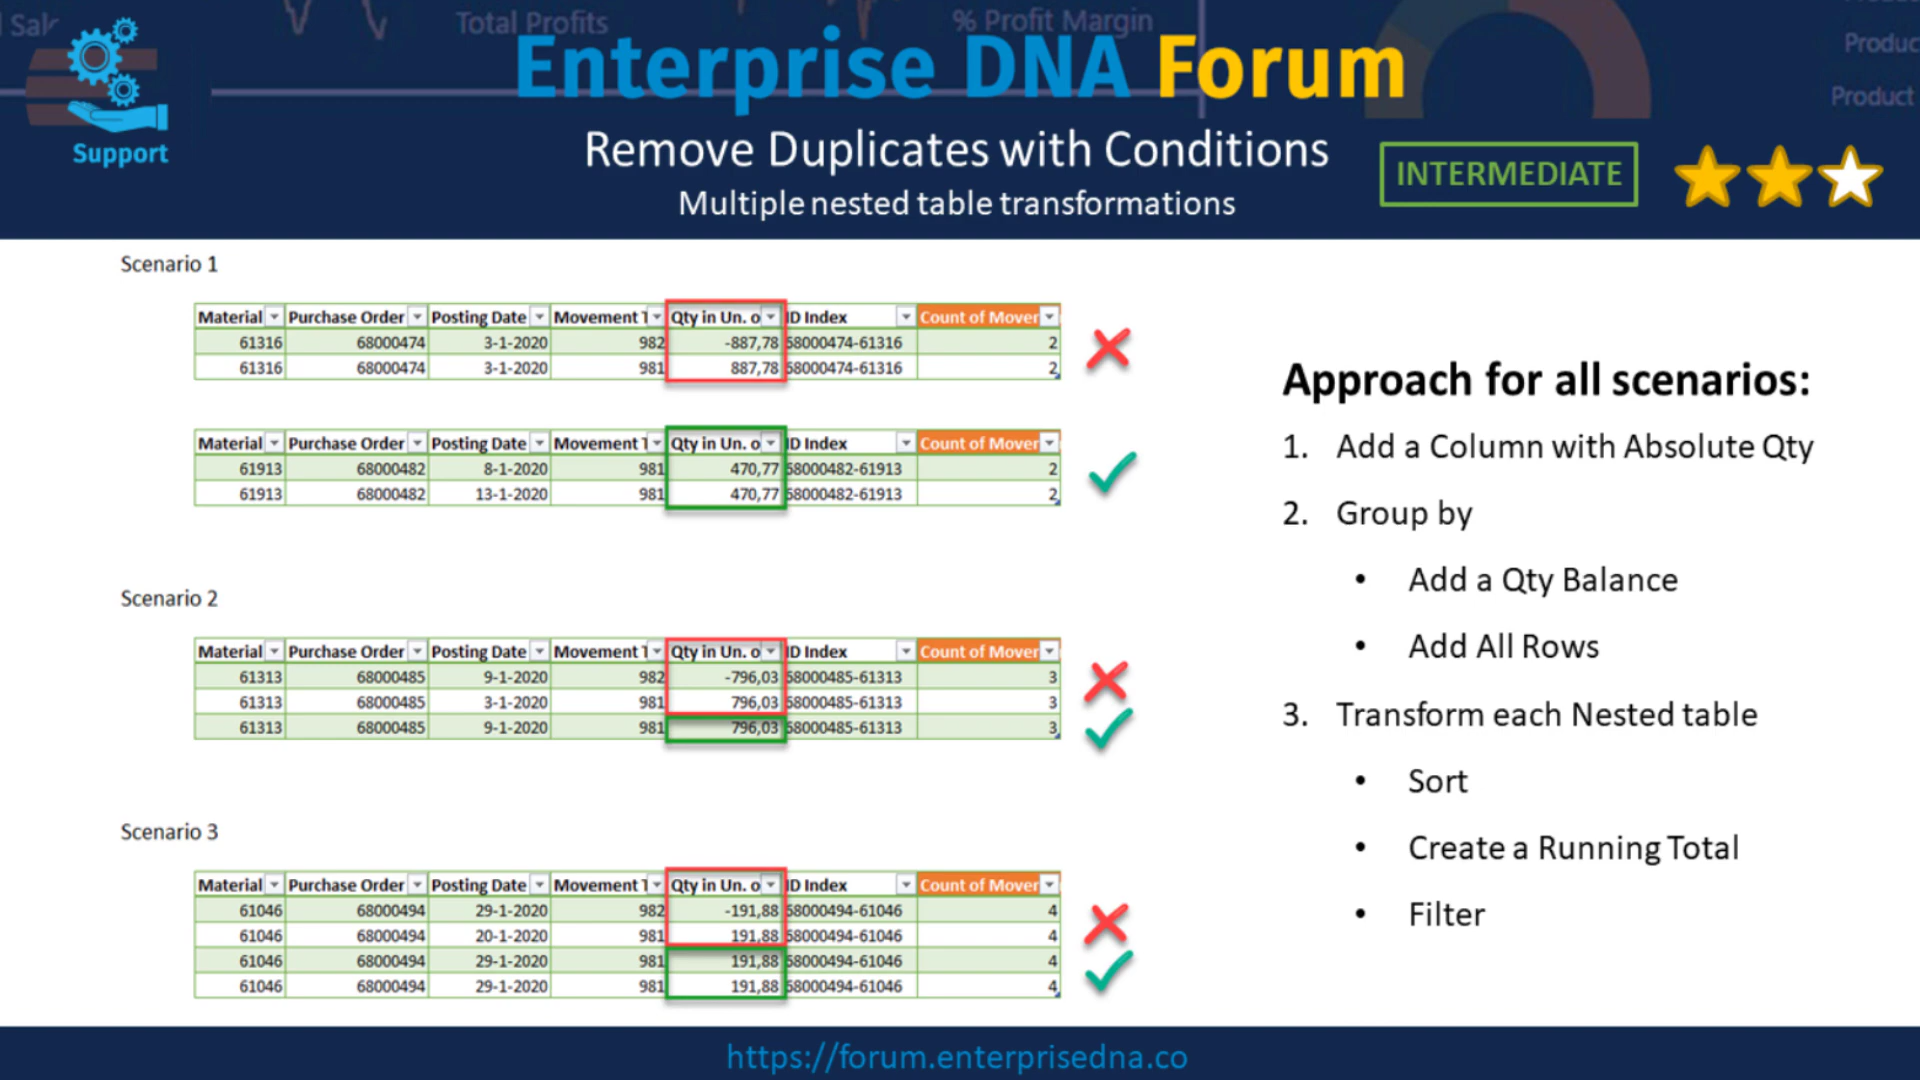 Total Profits
% Profit Margin
Produc
Product
Support
Enterprise DNA Forum
Remove Duplicates with Conditions
Multiple nested table transformations
INTERMEDIATE
Scenario 1
Material Purchase Order Posting Date Movement T Qty in Un. o ID Index Count of Mover
61316 68000474 3-1-2020 982 -887,78 68000474-61316 2
61316 68000474 3-1-2020 981 887,78 68000474-61316 2
Material Purchase Order Posting Date Movement T Qty in Un. o ID Index Count of Mover
61913 68000482 8-1-2020 981 470,77 68000482-61913 2
61913 68000482 13-1-2020 981 470,77 68000482-61913 2
Scenario 2
Material Purchase Order Posting Date Movement T Qty in Un. o ID Index Count of Mover
61313 68000485 9-1-2020 982 -796,03 68000485-61313 3
61313 68000485 3-1-2020 981 796,03 68000485-61313 3
61313 68000485 9-1-2020 981 796,03 68000485-61313 3
Scenario 3
Material Purchase Order Posting Date Movement T Qty in Un. o ID Index Count of Mover
61046 68000494 29-1-2020 982 -191,88 68000494-61046 4
61046 68000494 20-1-2020 981 191,88 68000494-61046 4
61046 68000494 29-1-2020 981 191,88 68000494-61046 4
61046 68000494 29-1-2020 981 191,88 68000494-61046 4
Approach for all scenarios:
1. Add a Column with Absolute Qty
2. Group by
• Add a Qty Balance
• Add All Rows
3. Transform each Nested table
• Sort
• Create a Running Total
• Filter
https://forum.enterprisedna.co